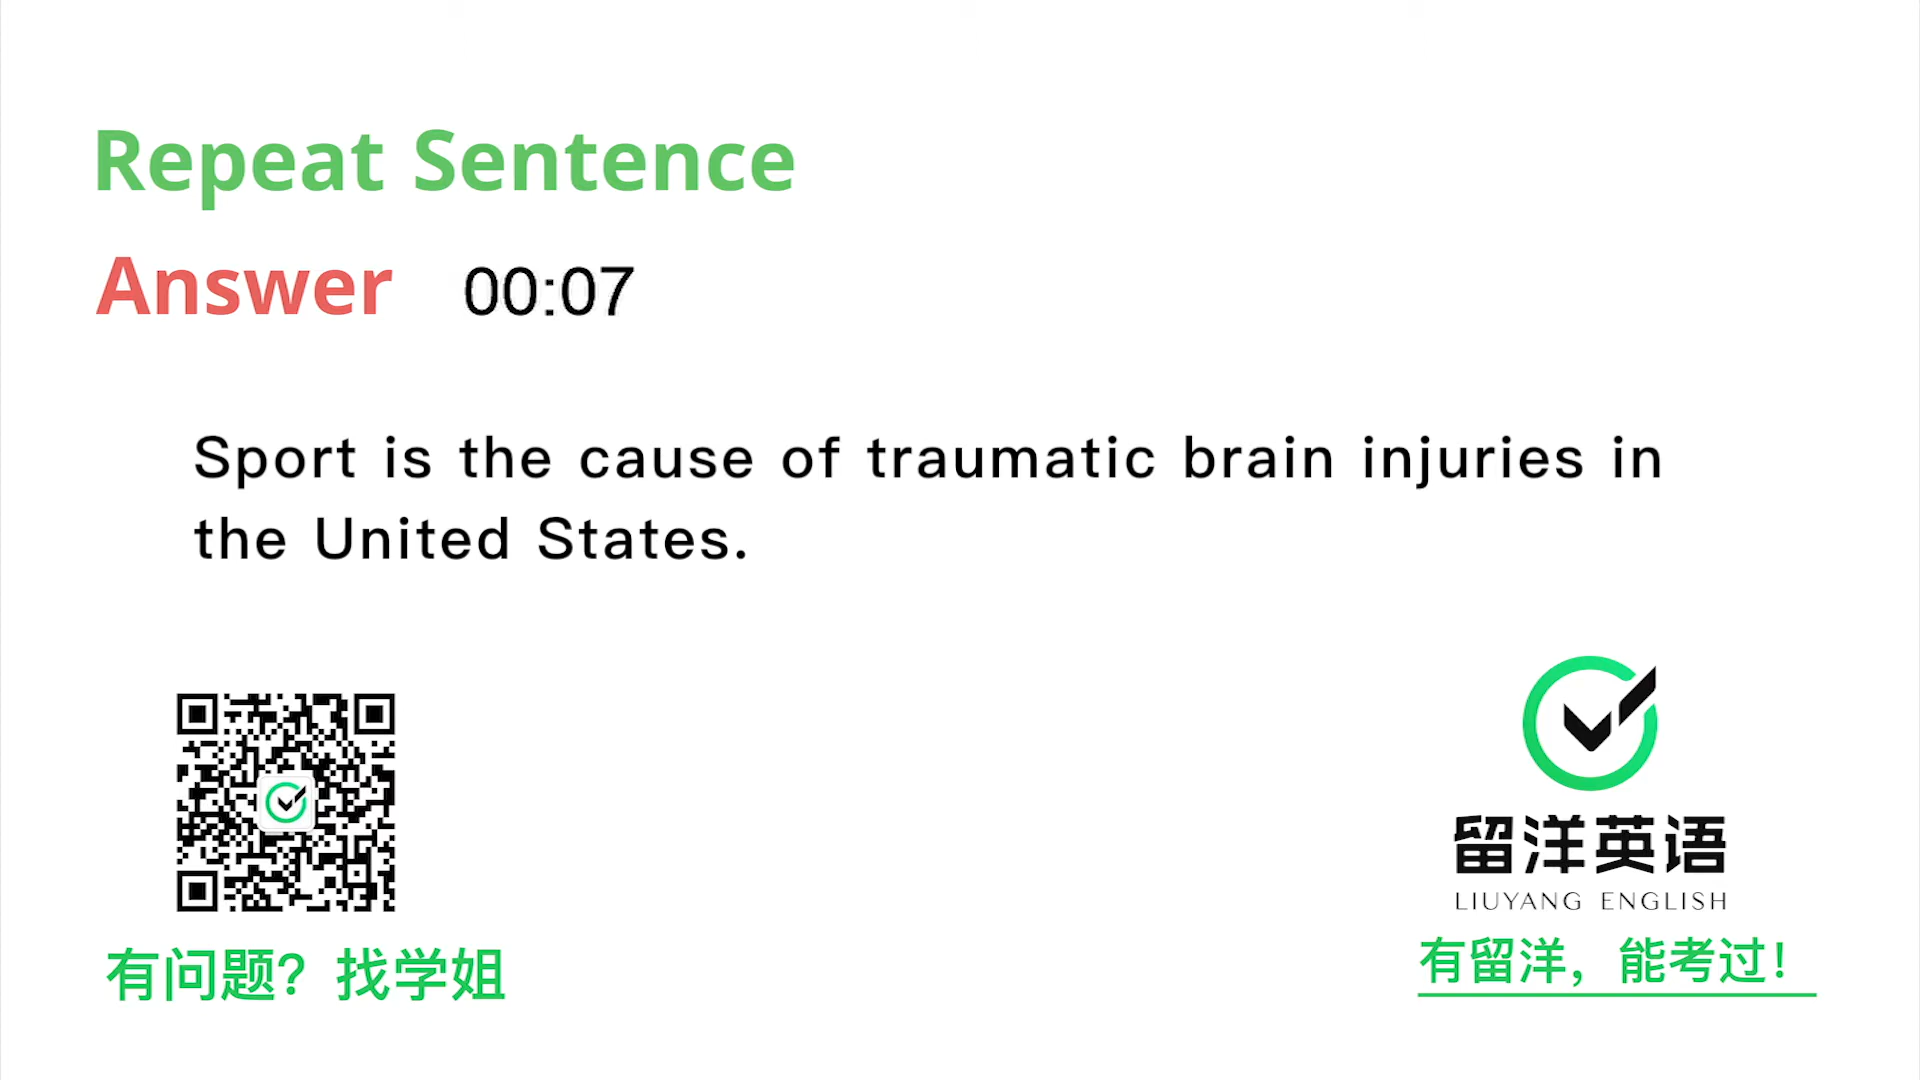 Repeat Sentence
Answer 00:07
Sport is the cause of traumatic brain injuries in
the United States.
留洋英语
LIUYANG ENGLISH
有问题？找学姐
有留洋，能考过！